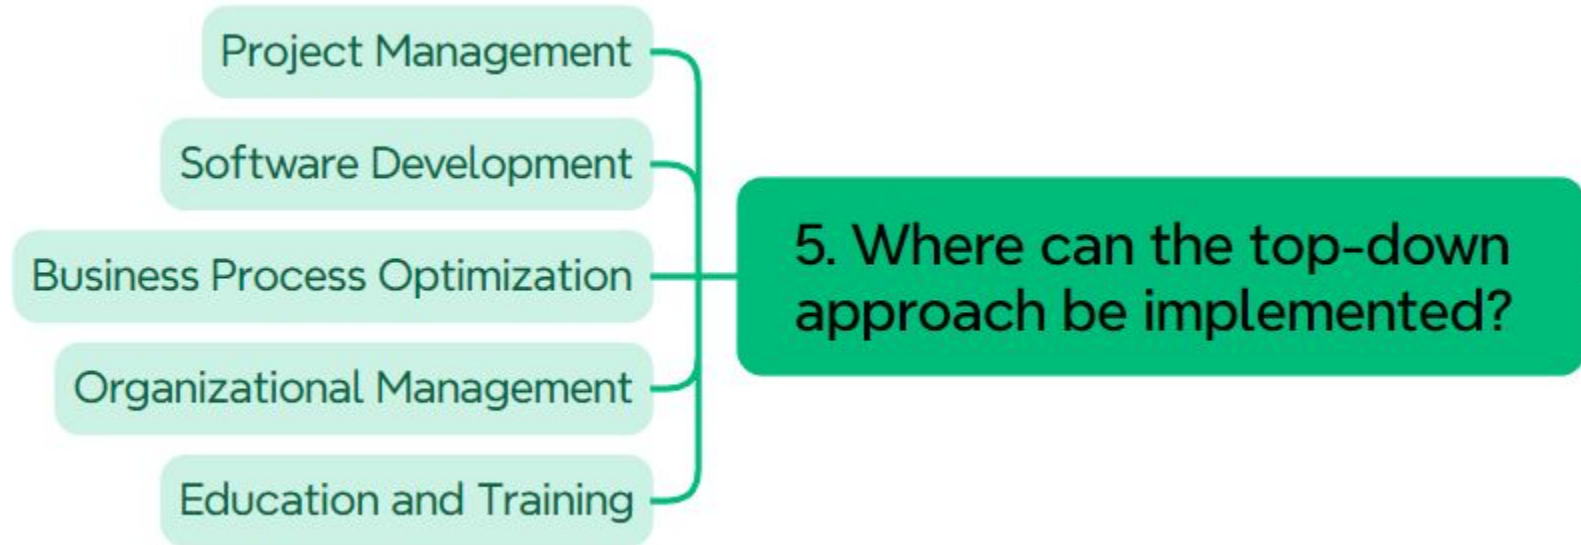 Project Management
Software Development
Business Process Optimization
Organizational Management
Education and Training
5. Where can the top-down
approach be implemented?